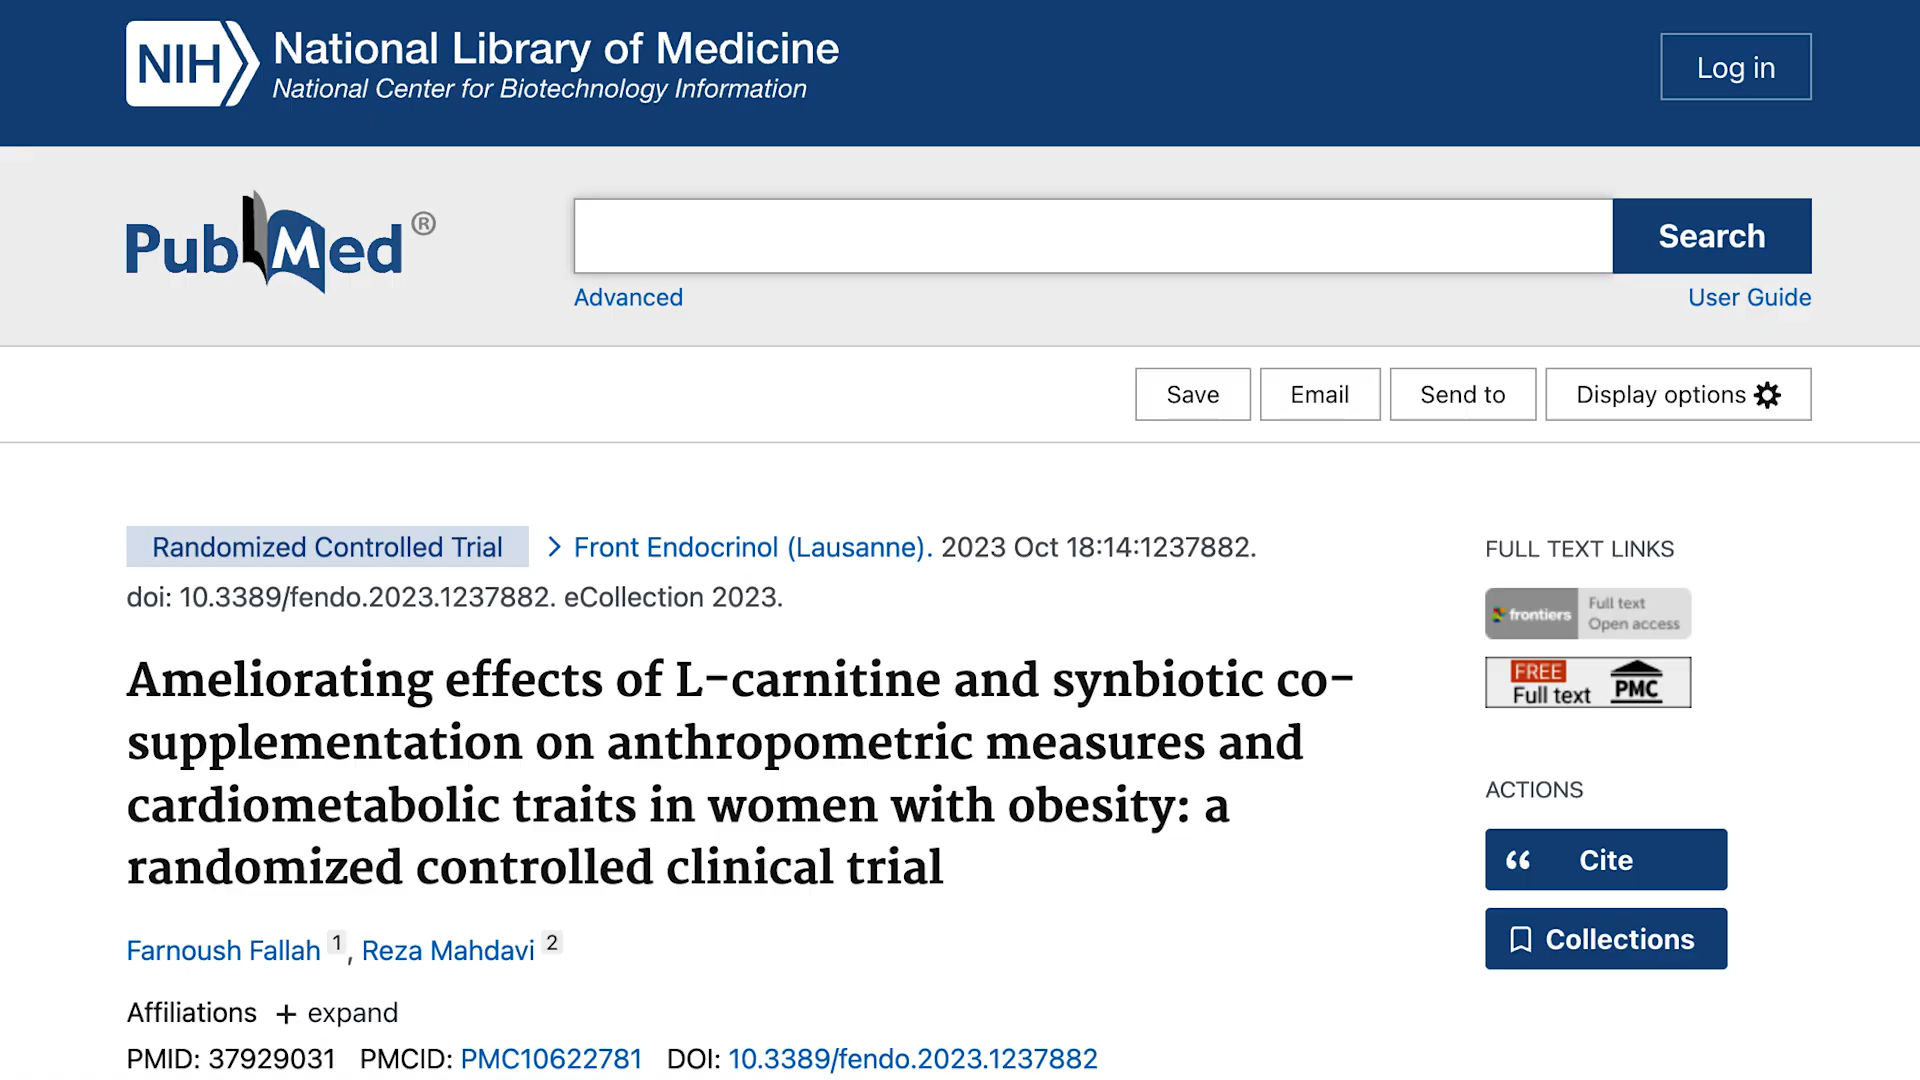 NIH National Library of Medicine
National Center for Biotechnology Information
Log in
PubMed®
Search
Advanced
User Guide
Save
Email
Send to
Display options
Randomized Controlled Trial > Front Endocrinol (Lausanne). 2023 Oct 18:14:1237882.
doi: 10.3389/fendo.2023.1237882. eCollection 2023.
Ameliorating effects of L-carnitine and synbiotic co-
supplementation on anthropometric measures and
cardiometabolic traits in women with obesity: a
randomized controlled clinical trial
Farnoush Fallah 1, Reza Mahdavi 2
Affiliations + expand
PMID: 37929031 PMCID: PMC10622781 DOI: 10.3389/fendo.2023.1237882
FULL TEXT LINKS
frontiers Full text
Open access
FREE
Full text PMC
ACTIONS
Cite
Collections